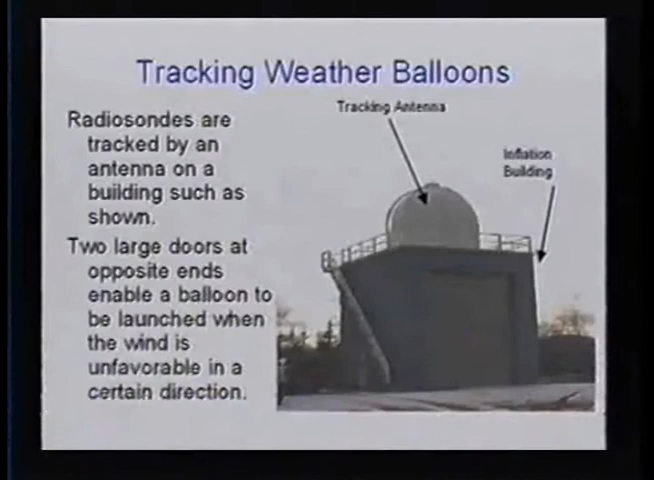 Tracking Weather Balloons
Tracking Antenna
Inflation
Building
Radiosondes are
tracked by an
antenna on a
building such as
shown.
Two large doors at
opposite ends
enable a balloon to
be launched when
the wind is
unfavorable in a
certain direction.